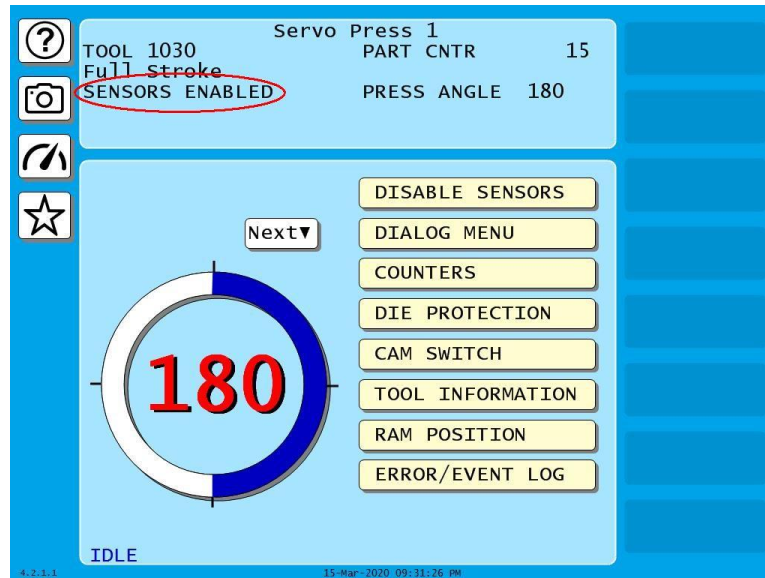 Servo Press 1
TOOL 1030 PART CNTR 15
Full Stroke
SENSORS ENABLED PRESS ANGLE 180
DISABLE SENSORS
Next▼ DIALOG MENU
COUNTERS
DIE PROTECTION
CAM SWITCH
180
TOOL INFORMATION
RAM POSITION
ERROR/EVENT LOG
IDLE
4.2.1.1 15-Mar-2020 09:31:26 PM